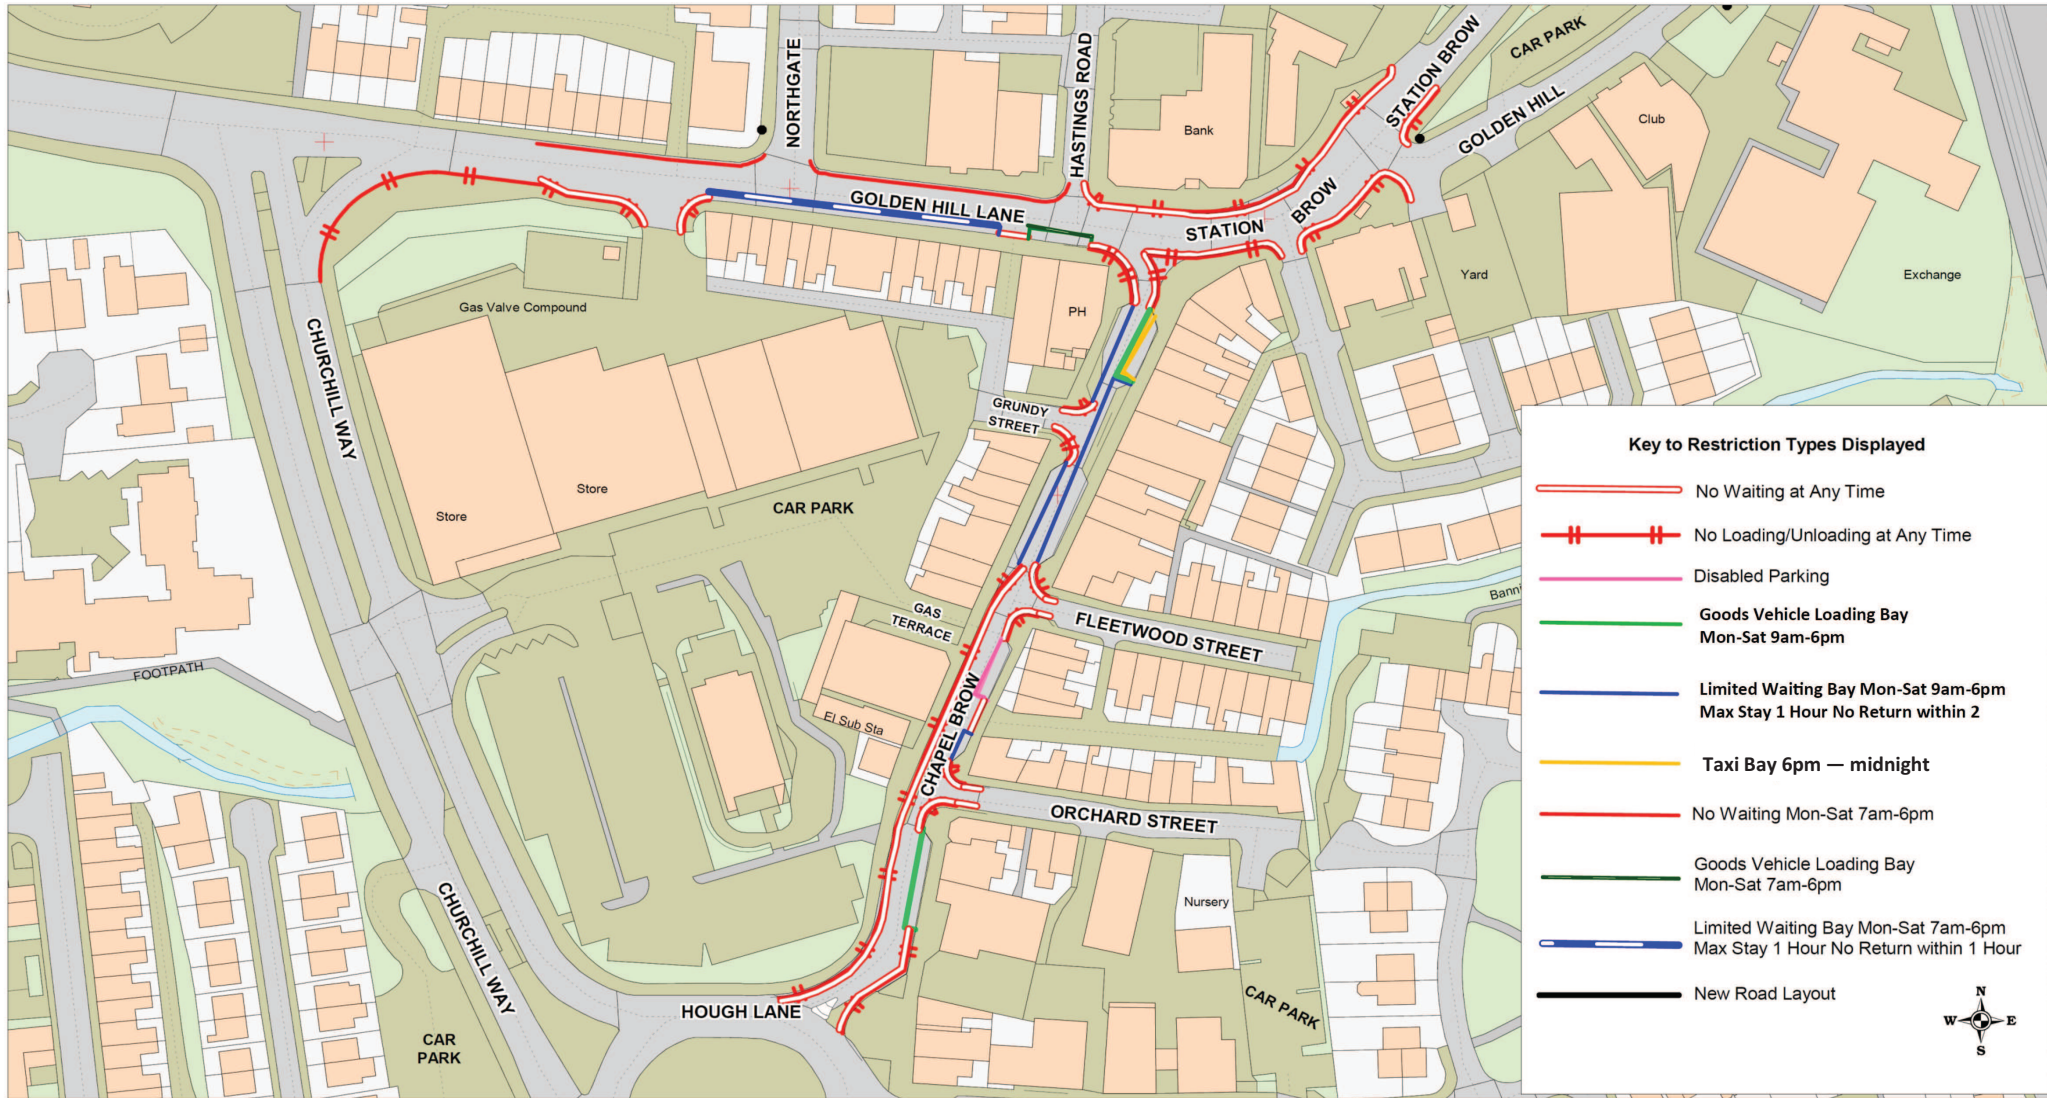 NORTHGATE
HASTINGS ROAD
STATION BROW
CAR PARK
GOLDEN HILL
Bank
Club
GOLDEN HILL LANE
STATION
BROW
Yard
Exchange
Gas Valve Compound
PH
CHURCHILL WAY
GRUNDY
STREET
Store
Store
CAR PARK
GAS
TERRACE
FLEETWOOD STREET
FOOTPATH
El Sub Sta
CHAPEL BROW
ORCHARD STREET
Nursery
CHURCHILL WAY
HOUGH LANE
CAR
PARK
CAR PARK
Key to Restriction Types Displayed
No Waiting at Any Time
No Loading/Unloading at Any Time
Disabled Parking
Goods Vehicle Loading Bay
Mon-Sat 9am-6pm
Limited Waiting Bay Mon-Sat 9am-6pm
Max Stay 1 Hour No Return within 2
Taxi Bay 6pm — midnight
No Waiting Mon-Sat 7am-6pm
Goods Vehicle Loading Bay
Mon-Sat 7am-6pm
Limited Waiting Bay Mon-Sat 7am-6pm
Max Stay 1 Hour No Return within 1 Hour
New Road Layout
N
W E
S